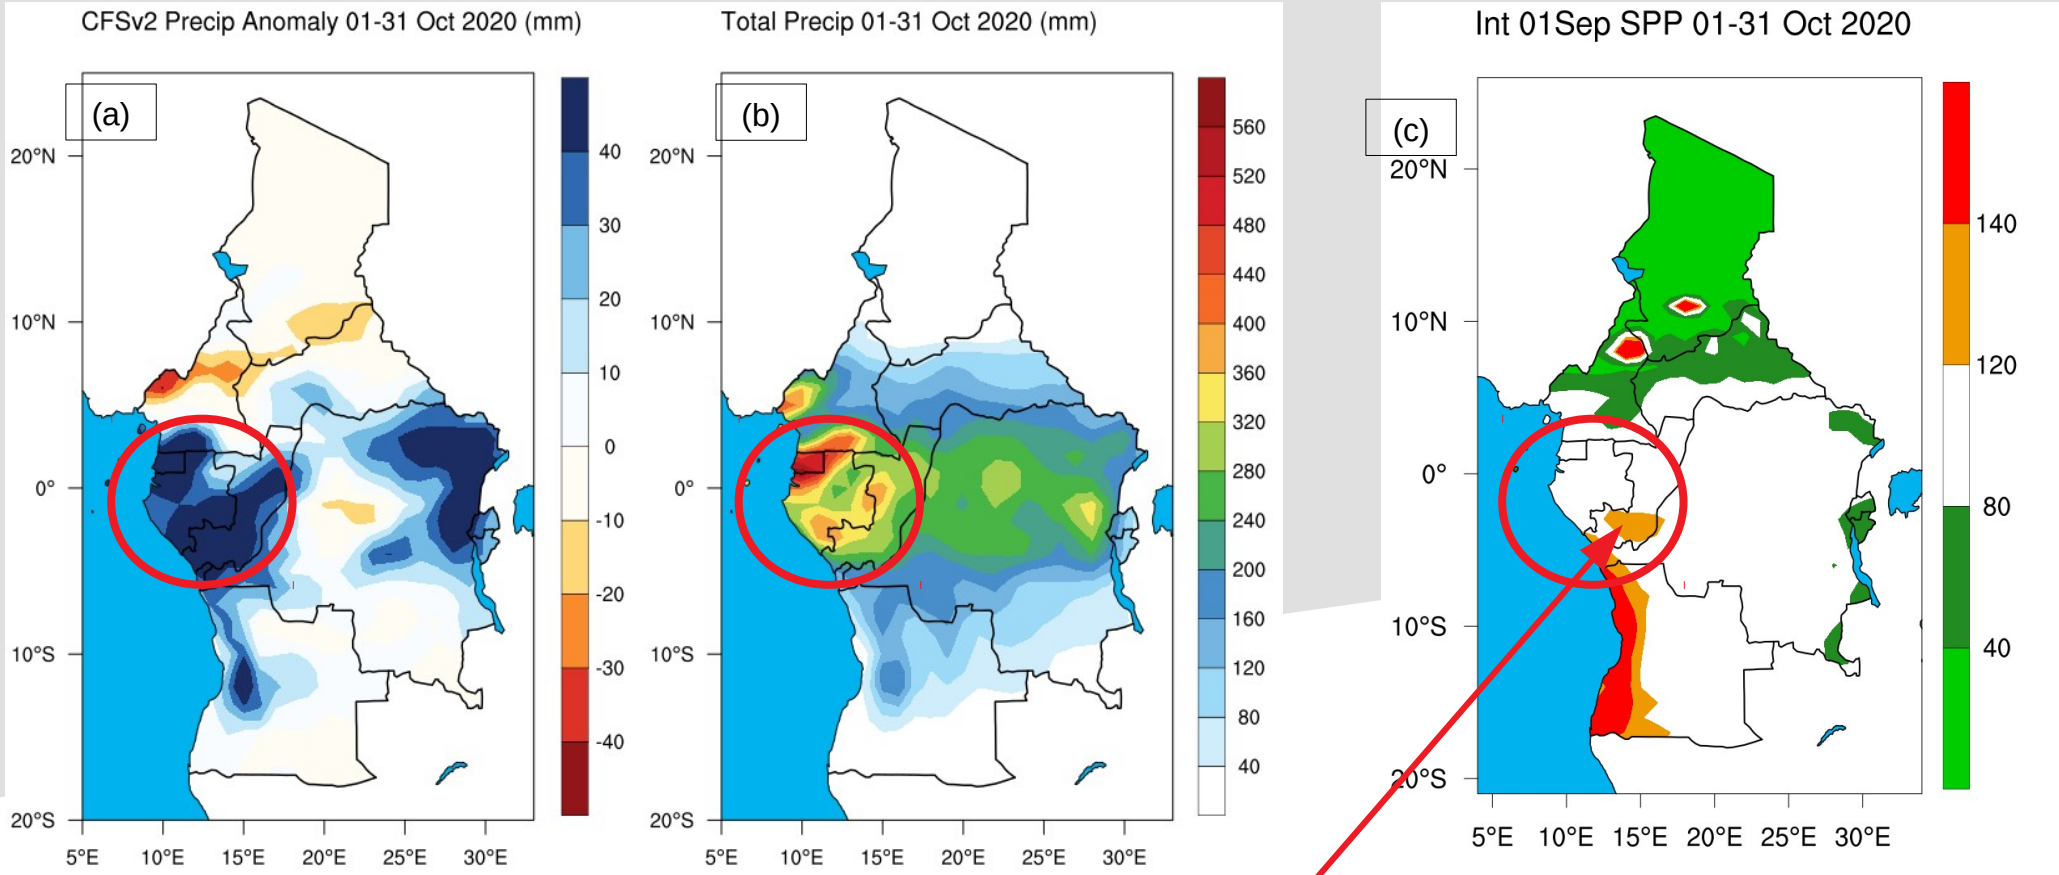 CFSv2 Precip Anomaly 01-31 Oct 2020 (mm)
(a)
20°N
10°N
0°
10°S
20°S
5°E 10°E 15°E 20°E 25°E 30°E
40
30
20
10
0
-10
-20
-30
-40
Total Precip 01-31 Oct 2020 (mm)
(b)
20°N
10°N
0°
10°S
20°S
5°E 10°E 15°E 20°E 25°E 30°E
560
520
480
440
400
360
320
280
240
200
160
120
80
40
Int 01Sep SPP 01-31 Oct 2020
(c)
20°N
10°N
0°
10°S
20°S
5°E 10°E 15°E 20°E 25°E 30°E
140
120
80
40